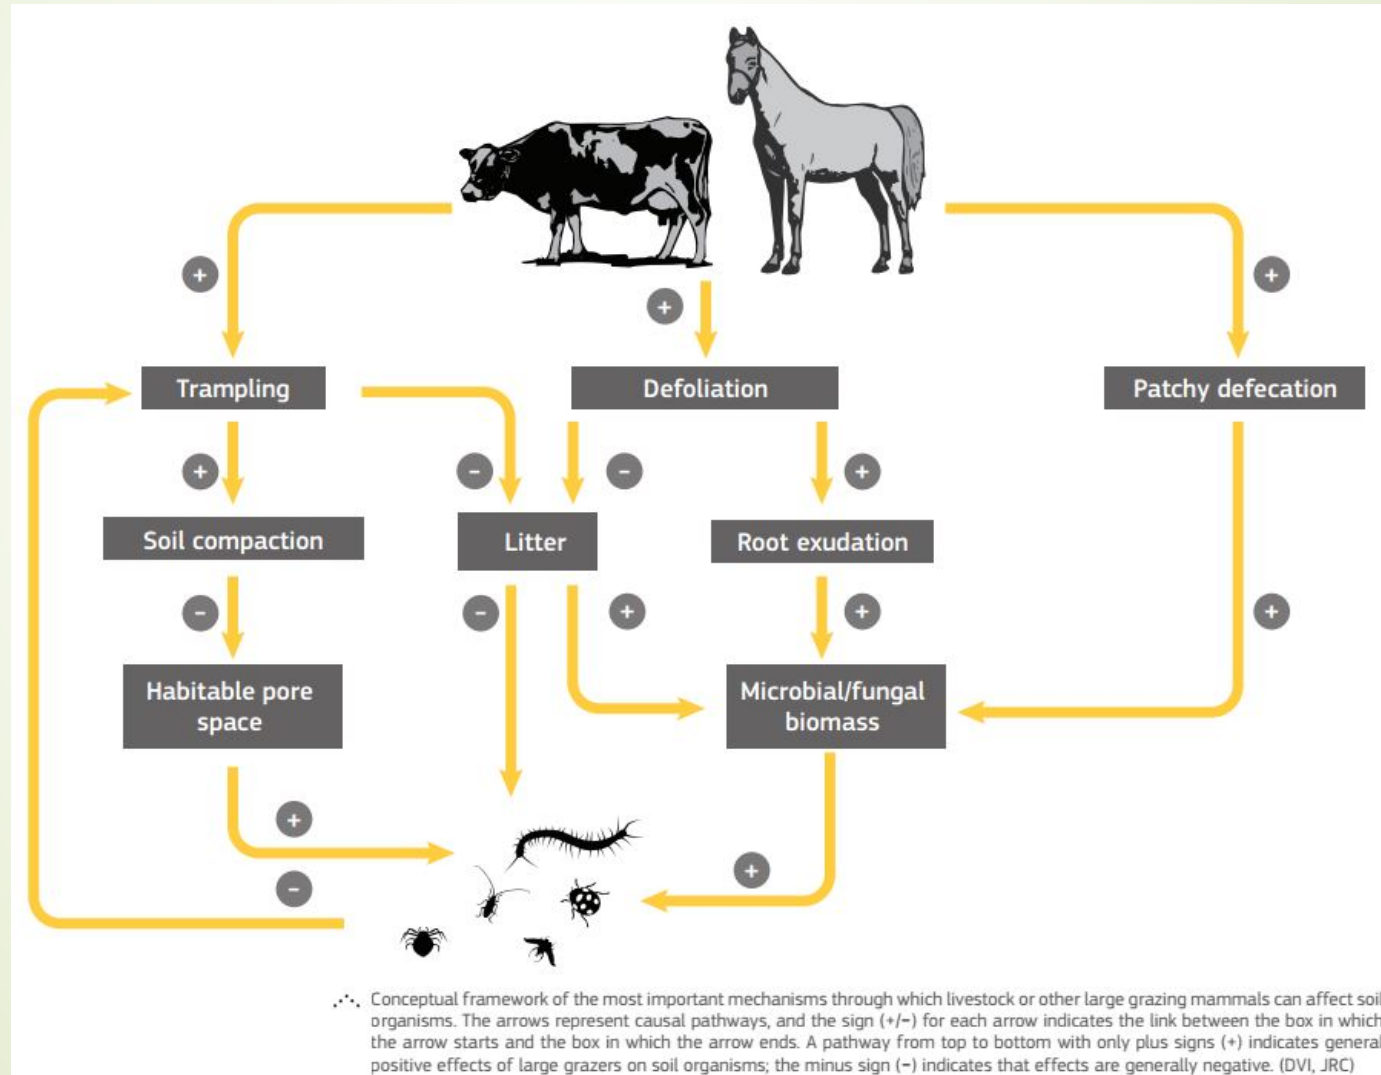 +
+
+
Trampling
Defoliation
Patchy defecation
+
-
-
+
Soil compaction
Litter
Root exudation
-
-
+
+
+
Habitable pore
space
Microbial/fungal
biomass
+
+
-
Conceptual framework of the most important mechanisms through which livestock or other large grazing mammals can affect soil
organisms. The arrows represent causal pathways, and the sign (+/−) for each arrow indicates the link between the box in which
the arrow starts and the box in which the arrow ends. A pathway from top to bottom with only plus signs (+) indicates general
positive effects of large grazers on soil organisms; the minus sign (−) indicates that effects are generally negative. (DVI, JRC)